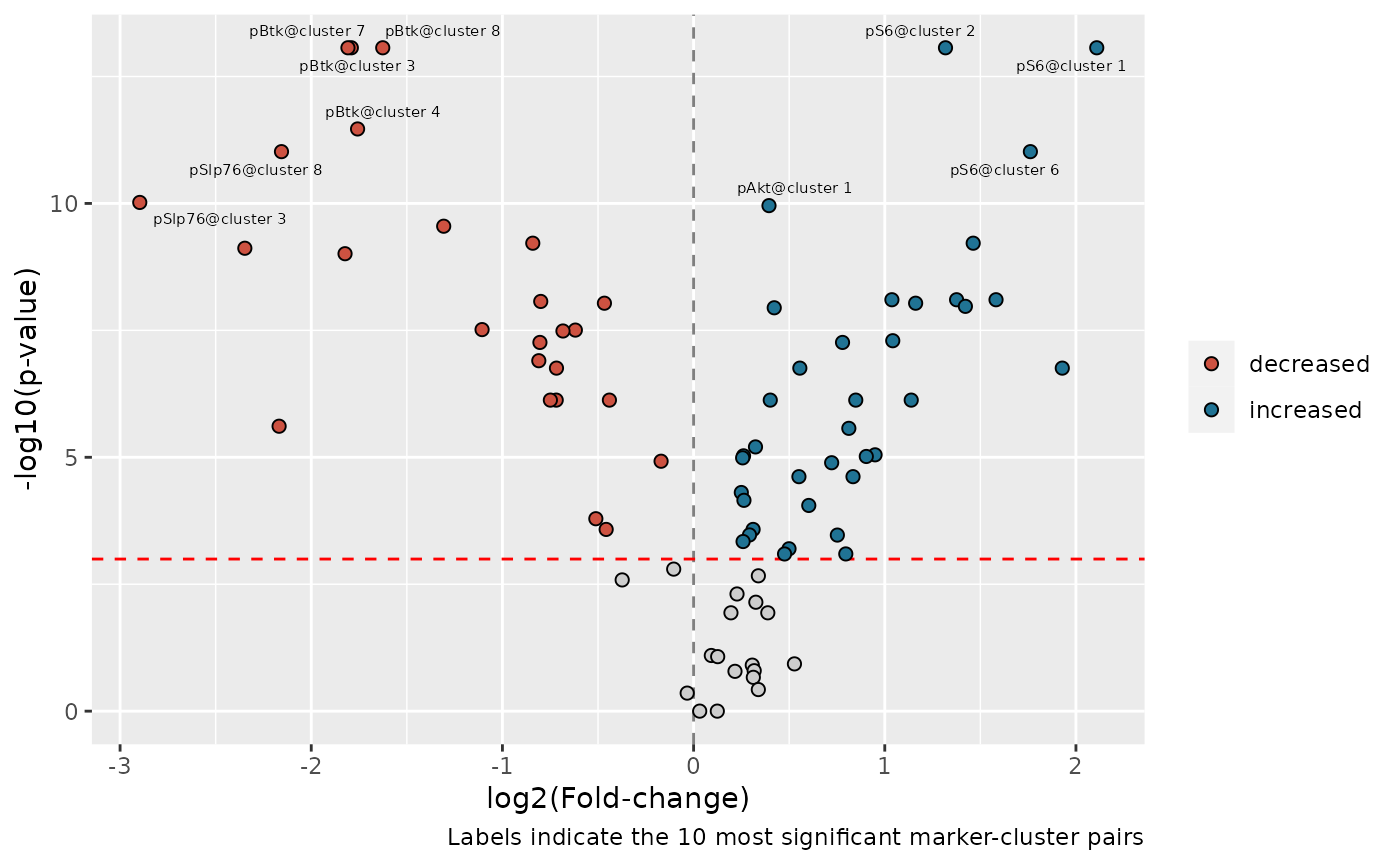 pBtk@cluster 7
pBtk@cluster 8
pS6@cluster 2
pBtk@cluster 3
pS6@cluster 1
pBtk@cluster 4
pSlp76@cluster 8
pS6@cluster 6
pAkt@cluster 1
pSlp76@cluster 3
10
5
0
-log10(p-value)
-3
-2
-1
0
1
2
log2(Fold-change)
decreased
increased
Labels indicate the 10 most significant marker-cluster pairs